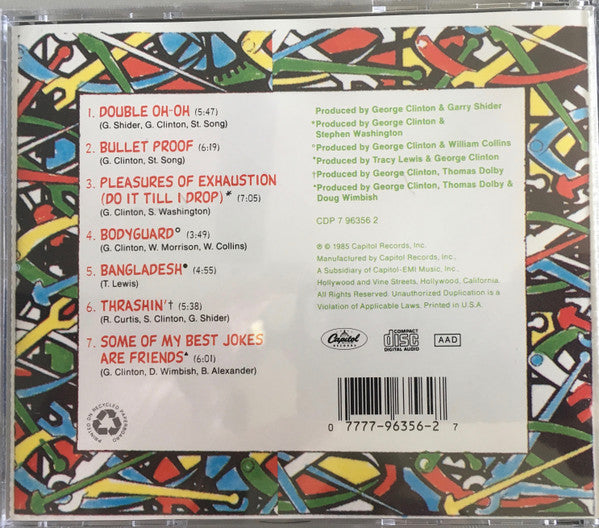 1. DOUBLE OH-OH (5:47)
(G. Shider, G. Clinton, St. Song)
2. BULLET PROOF (6:19)
(G. Clinton, St. Song)
3. PLEASURES OF EXHAUSTION
(DO IT TILL I DROP)* (7:05)
(G. Clinton, S. Washington)
4. BODYGUARD° (3:49)
(G. Clinton, W. Morrison, W. Collins)
5. BANGLADESH• (4:55)
(T. Lewis)
6. THRASHIN'† (5:38)
(R. Curtis, S. Clinton, G. Shider)
7. SOME OF MY BEST JOKES
ARE FRIENDS▴ (6:01)
(G. Clinton, D. Wimbish, B. Alexander)
PRINTED ON RECYCLED PAPERBOARD
Produced by George Clinton & Garry Shider
*Produced by George Clinton &
Stephen Washington
°Produced by George Clinton & William Collins
•Produced by Tracy Lewis & George Clinton
†Produced by George Clinton, Thomas Dolby
▴Produced by George Clinton, Thomas Dolby &
Doug Wimbish
CDP 7 96356 2
℗ © 1985 Capitol Records, Inc.
Manufactured by Capitol Records, Inc.
A Subsidiary of Capitol-EMI Music, Inc.,
Hollywood and Vine Streets, Hollywood, California.
All Rights Reserved. Unauthorized Duplication is a
Violation of Applicable Laws. Printed in U.S.A.
Capitol
RECORDS
COMPACT
disc
DIGITAL AUDIO
AAD
0 7777-96356-2 7